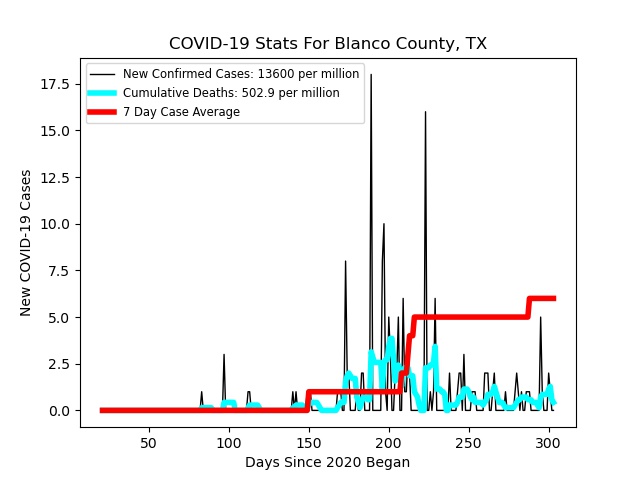 COVID-19 Stats For Blanco County, TX
New Confirmed Cases: 13600 per million
Cumulative Deaths: 502.9 per million
7 Day Case Average
New COVID-19 Cases
17.5
15.0
12.5
10.0
7.5
5.0
2.5
0.0
50 100 150 200 250 300
Days Since 2020 Began